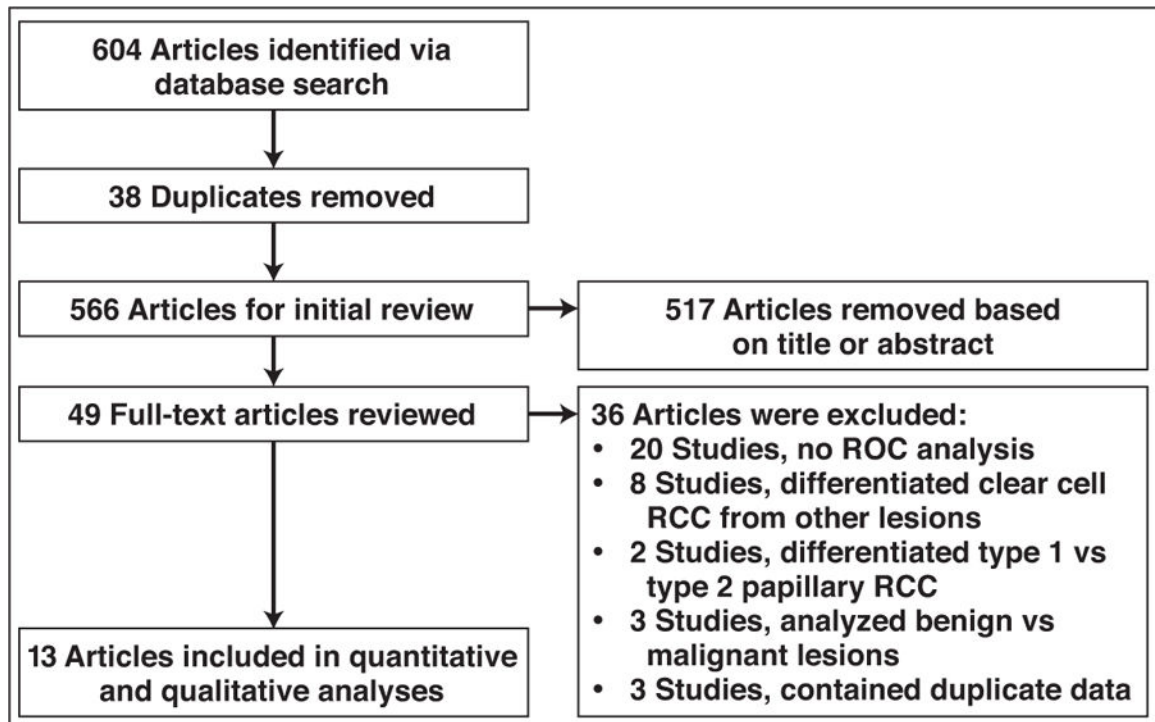 604 Articles identified via
database search
38 Duplicates removed
566 Articles for initial review
517 Articles removed based
on title or abstract
49 Full-text articles reviewed
36 Articles were excluded:
• 20 Studies, no ROC analysis
• 8 Studies, differentiated clear cell
RCC from other lesions
• 2 Studies, differentiated type 1 vs
type 2 papillary RCC
• 3 Studies, analyzed benign vs
malignant lesions
• 3 Studies, contained duplicate data
13 Articles included in quantitative
and qualitative analyses